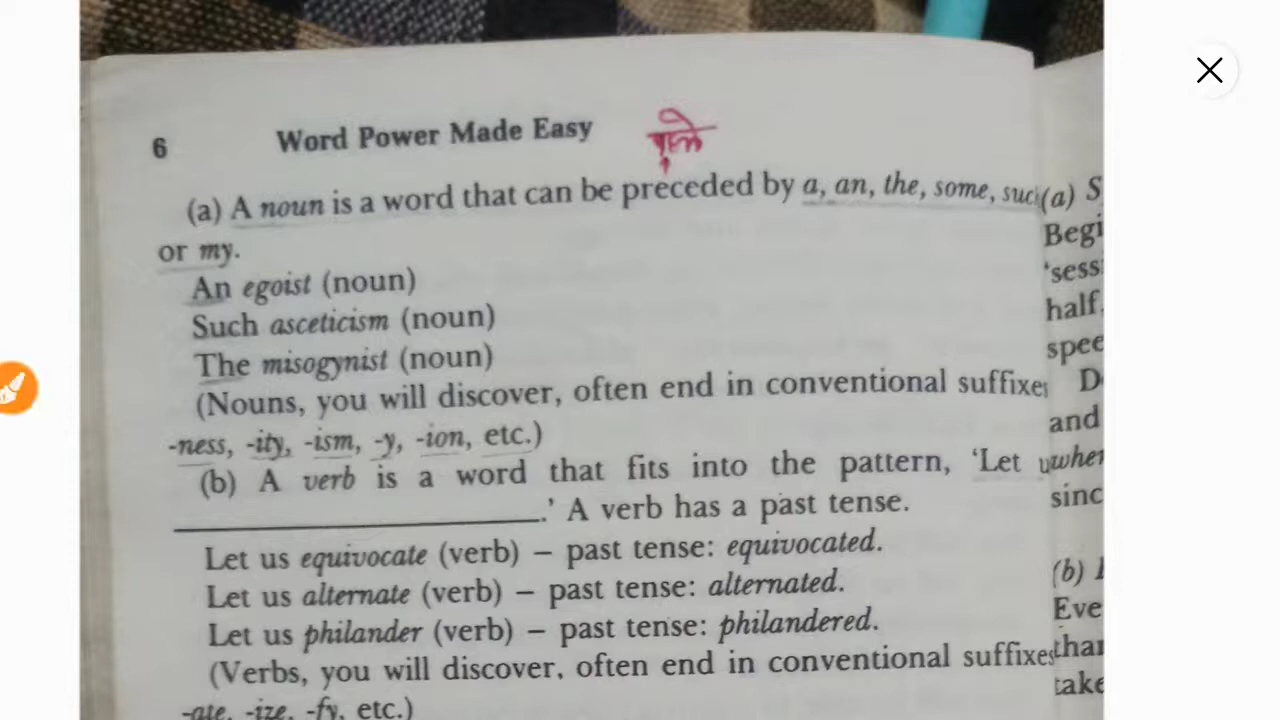 6 Word Power Made Easy
पहले
(a) A noun is a word that can be preceded by a, an, the, some, such
or my.
An egoist (noun)
Such asceticism (noun)
The misogynist (noun)
(Nouns, you will discover, often end in conventional suffixes
-ness, -ity, -ism, -y, -ion, etc.)
(b) A verb is a word that fits into the pattern, 'Let u
.' A verb has a past tense.
Let us equivocate (verb) – past tense: equivocated.
Let us alternate (verb) – past tense: alternated.
Let us philander (verb) – past tense: philandered.
(Verbs, you will discover, often end in conventional suffixes
-ate, -ize, -fy, etc.)
(a) S
Begi
'sess
half,
spee
D
and
when
sinc
(b)
Eve
than
take